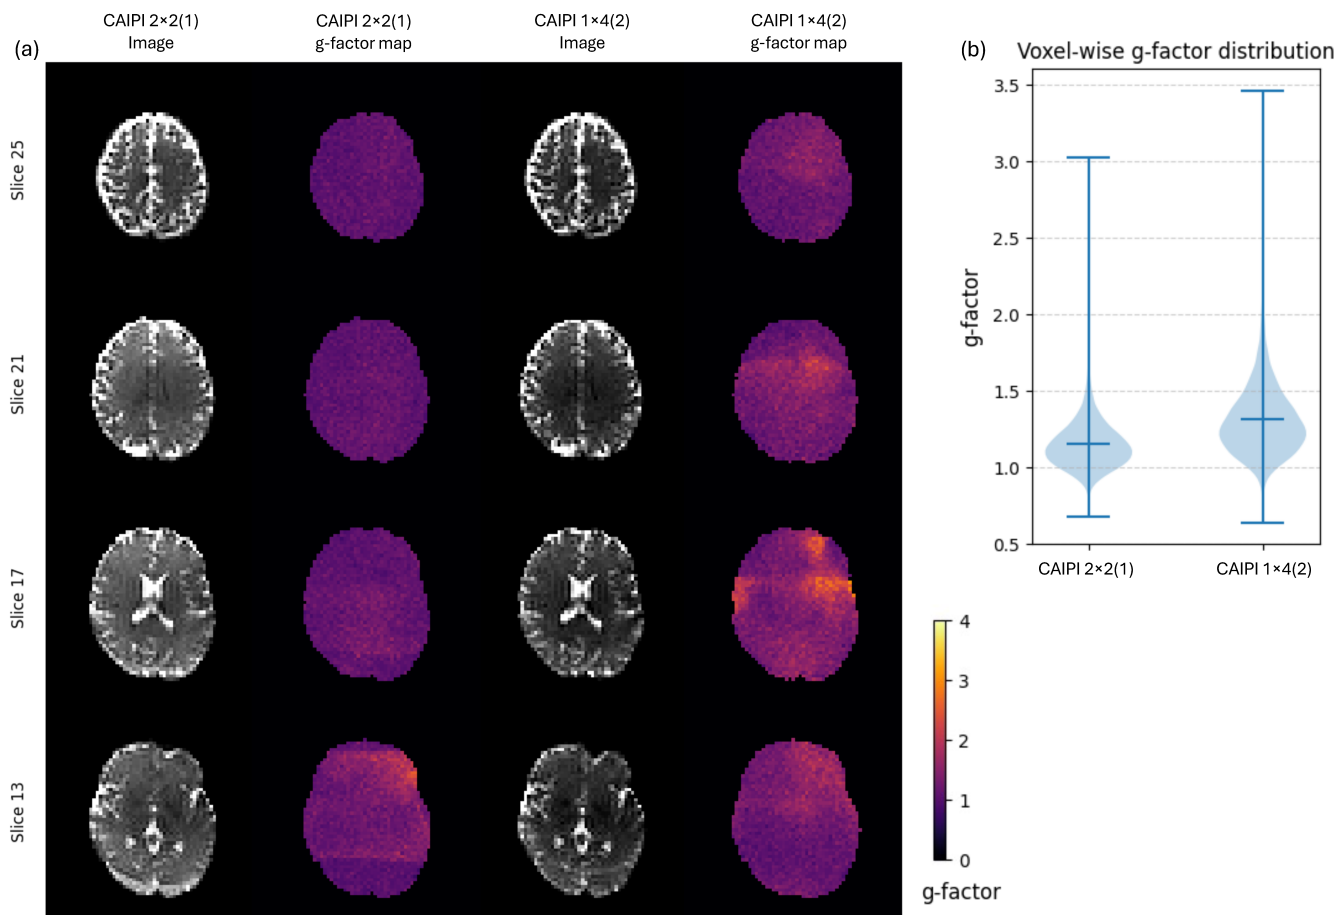 CAIPI 2×2(1)
Image
CAIPI 2×2(1)
g-factor map
CAIPI 1×4(2)
Image
CAIPI 1×4(2)
g-factor map
(a)
Slice 25
Slice 21
Slice 17
Slice 13
(b)
Voxel-wise g-factor distribution
g-factor
3.5
3.0
2.5
2.0
1.5
1.0
0.5
CAIPI 2×2(1)
CAIPI 1×4(2)
4
3
2
1
0
g-factor